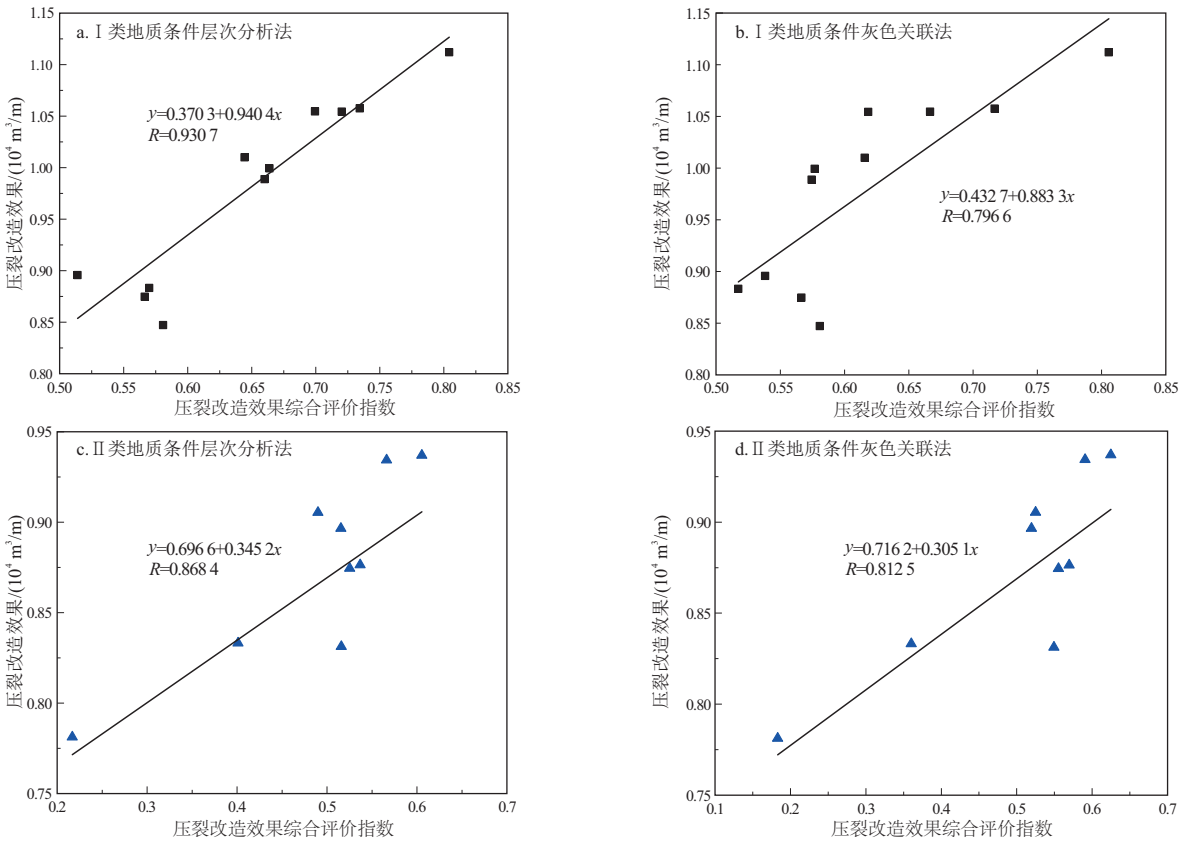 a. Ⅰ类地质条件层次分析法
y=0.370 3+0.940 4x
R=0.930 7
压裂改造效果/(10⁴ m³/m)
1.15
1.10
1.05
1.00
0.95
0.90
0.85
0.80
0.50 0.55 0.60 0.65 0.70 0.75 0.80 0.85
压裂改造效果综合评价指数
b. Ⅰ类地质条件灰色关联法
y=0.432 7+0.883 3x
R=0.796 6
压裂改造效果/(10⁴ m³/m)
1.15
1.10
1.05
1.00
0.95
0.90
0.85
0.80
0.50 0.55 0.60 0.65 0.70 0.75 0.80 0.85
压裂改造效果综合评价指数
c. Ⅱ类地质条件层次分析法
y=0.696 6+0.345 2x
R=0.868 4
压裂改造效果/(10⁴ m³/m)
0.95
0.90
0.85
0.80
0.75
0.2 0.3 0.4 0.5 0.6 0.7
压裂改造效果综合评价指数
d. Ⅱ类地质条件灰色关联法
y=0.716 2+0.305 1x
R=0.812 5
压裂改造效果/(10⁴ m³/m)
0.95
0.90
0.85
0.80
0.75
0.1 0.2 0.3 0.4 0.5 0.6 0.7
压裂改造效果综合评价指数